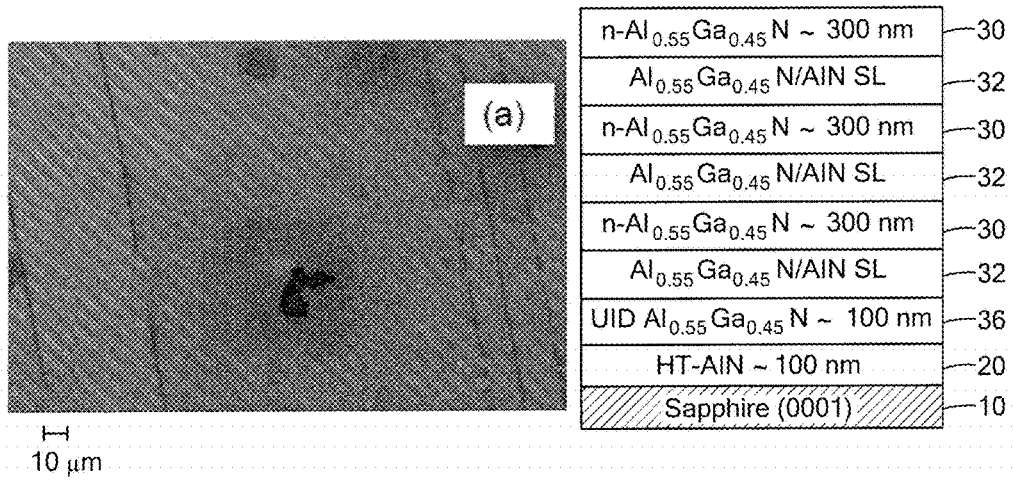 (a)
10 μm
n-Al0.55Ga0.45N ~ 300 nm 30
Al0.55Ga0.45N/AlN SL 32
n-Al0.55Ga0.45N ~ 300 nm 30
Al0.55Ga0.45N/AlN SL 32
n-Al0.55Ga0.45N ~ 300 nm 30
Al0.55Ga0.45N/AlN SL 32
UID Al0.55Ga0.45N ~ 100 nm 36
HT-AlN ~ 100 nm 20
Sapphire (0001) 10